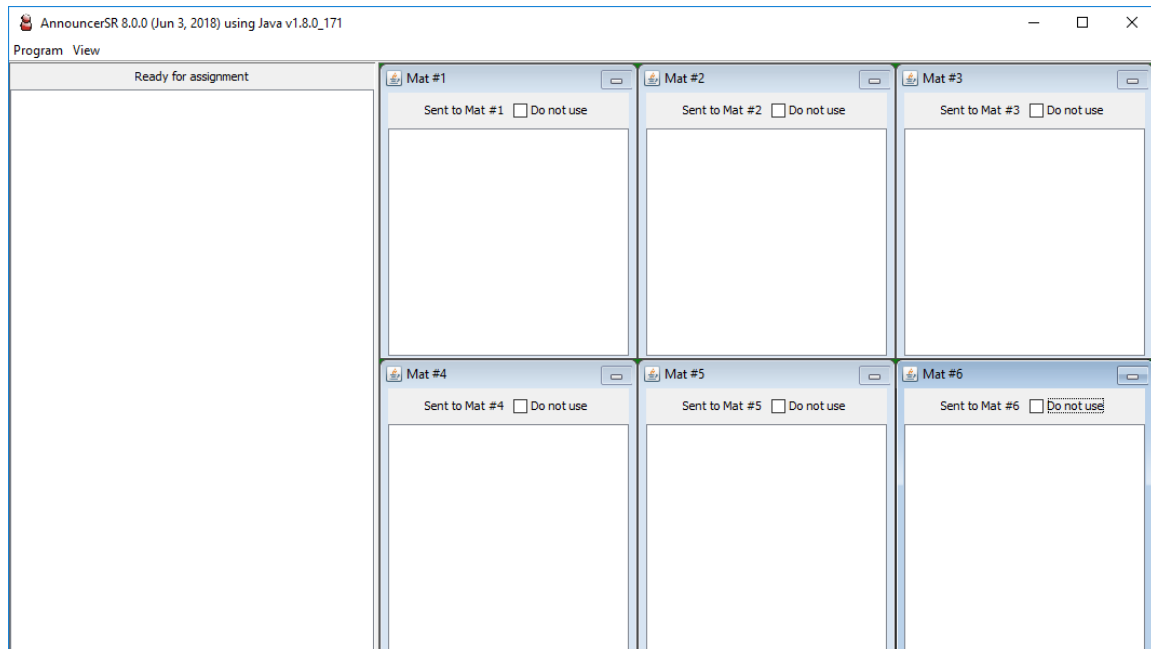 AnnouncerSR 8.0.0 (Jun 3, 2018) using Java v1.8.0_171
Program View
Ready for assignment
Mat #1
Sent to Mat #1 Do not use
Mat #2
Sent to Mat #2 Do not use
Mat #3
Sent to Mat #3 Do not use
Mat #4
Sent to Mat #4 Do not use
Mat #5
Sent to Mat #5 Do not use
Mat #6
Sent to Mat #6 Do not use